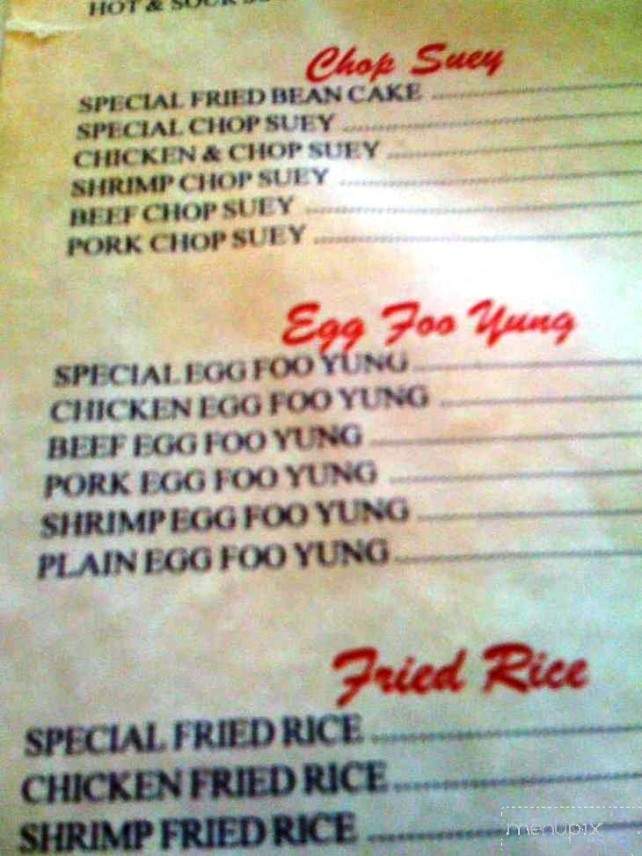 HOT & SOUR
Chop Suey
SPECIAL FRIED BEAN CAKE
SPECIAL CHOP SUEY
CHICKEN & CHOP SUEY
SHRIMP CHOP SUEY
BEEF CHOP SUEY
PORK CHOP SUEY
Egg Foo Yung
SPECIAL EGG FOO YUNG
CHICKEN EGG FOO YUNG
BEEF EGG FOO YUNG
PORK EGG FOO YUNG
SHRIMP EGG FOO YUNG
PLAIN EGG FOO YUNG
Fried Rice
SPECIAL FRIED RICE
CHICKEN FRIED RICE
SHRIMP FRIED RICE
menupix